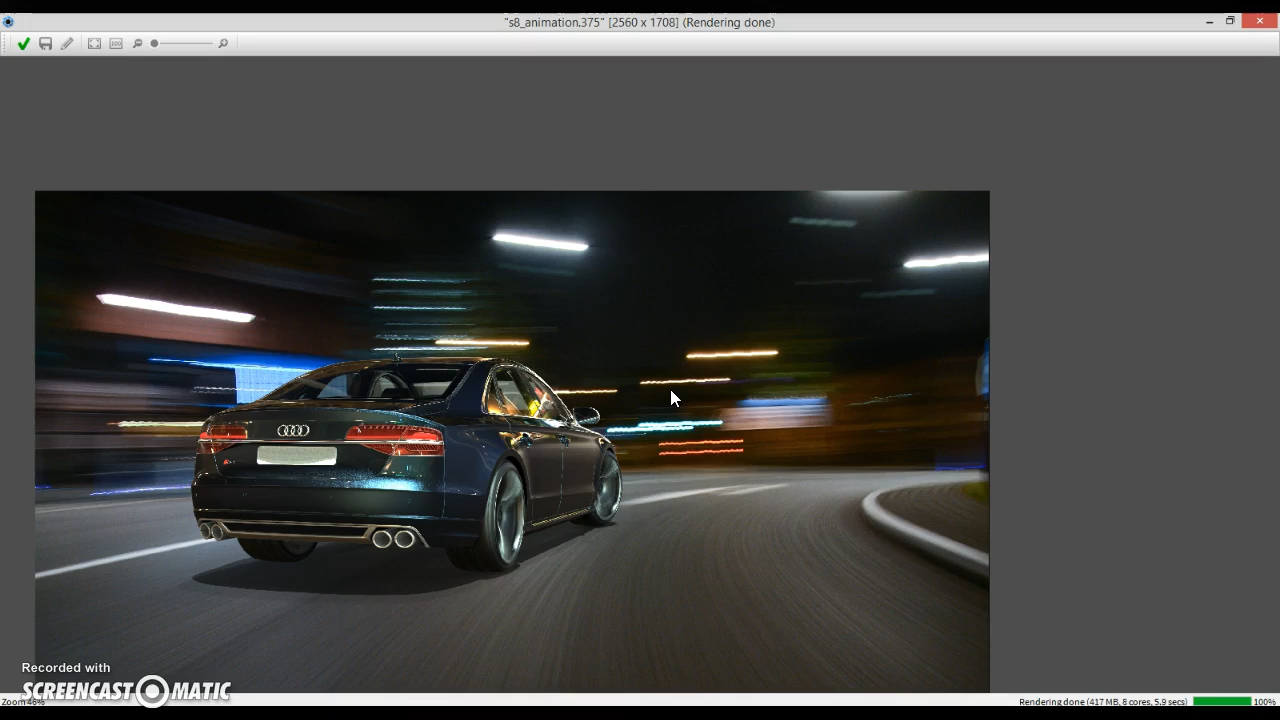 "s8_animation.375" [2560 x 1708] (Rendering done)
100
Recorded with
SCREENCAST MATIC
Zoom 46%
Rendering done (417 MB, 8 cores, 5.9 secs)
100%